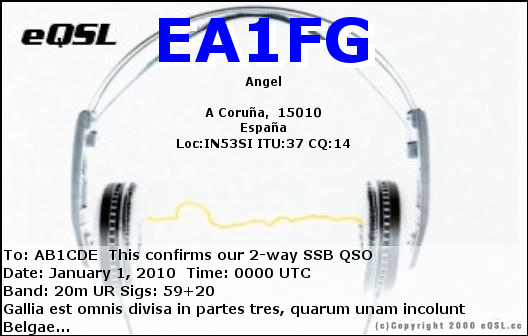 eQSL
EA1FG
Angel
A Coruña, 15010
España
Loc:IN53SI ITU:37 CQ:14
To: AB1CDE This confirms our 2-way SSB QSO
Date: January 1, 2010 Time: 0000 UTC
Band: 20m UR Sigs: 59+20
Gallia est omnis divisa in partes tres, quarum unam incolunt
Belgae...
(c)Copyright 2000 eQSL.cc